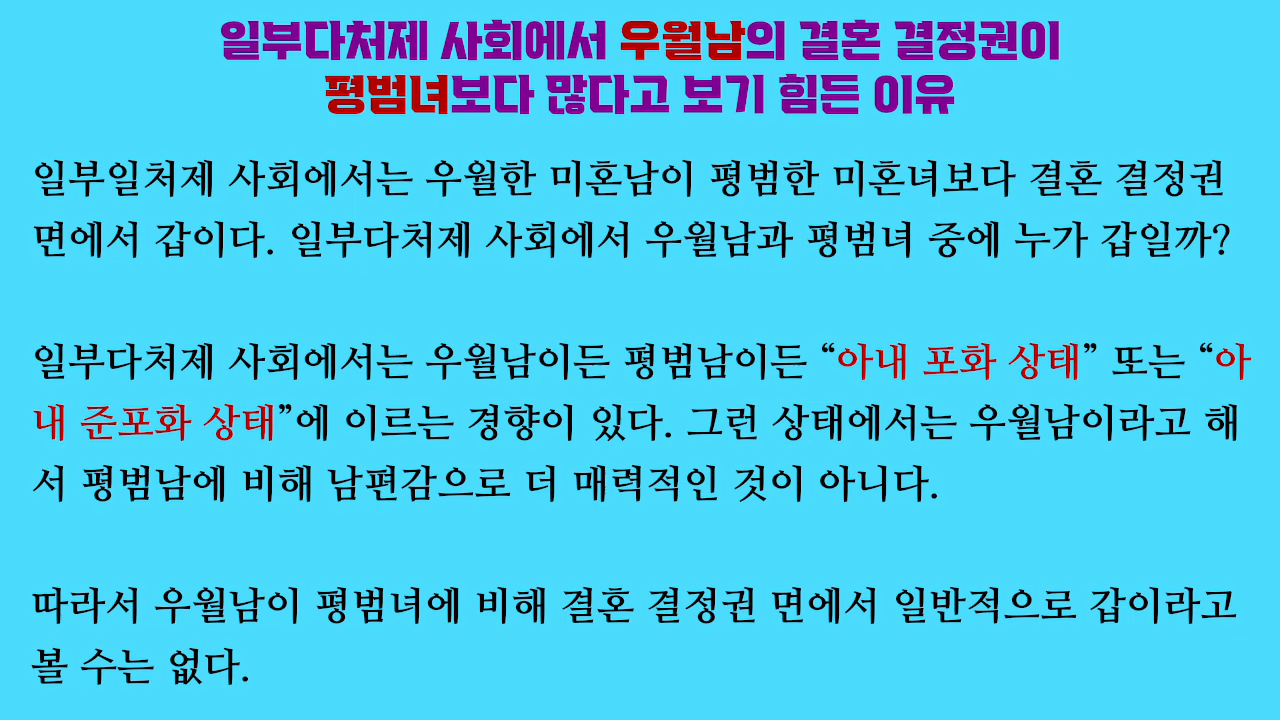 일부다처제 사회에서 우월남의 결혼 결정권이
평범녀보다 많다고 보기 힘든 이유
일부일처제 사회에서는 우월한 미혼남이 평범한 미혼녀보다 결혼 결정권
면에서 갑이다. 일부다처제 사회에서 우월남과 평범녀 중에 누가 갑일까?
일부다처제 사회에서는 우월남이든 평범남이든 “아내 포화 상태” 또는 “아
내 준포화 상태”에 이르는 경향이 있다. 그런 상태에서는 우월남이라고 해
서 평범남에 비해 남편감으로 더 매력적인 것이 아니다.
따라서 우월남이 평범녀에 비해 결혼 결정권 면에서 일반적으로 갑이라고
볼 수는 없다.